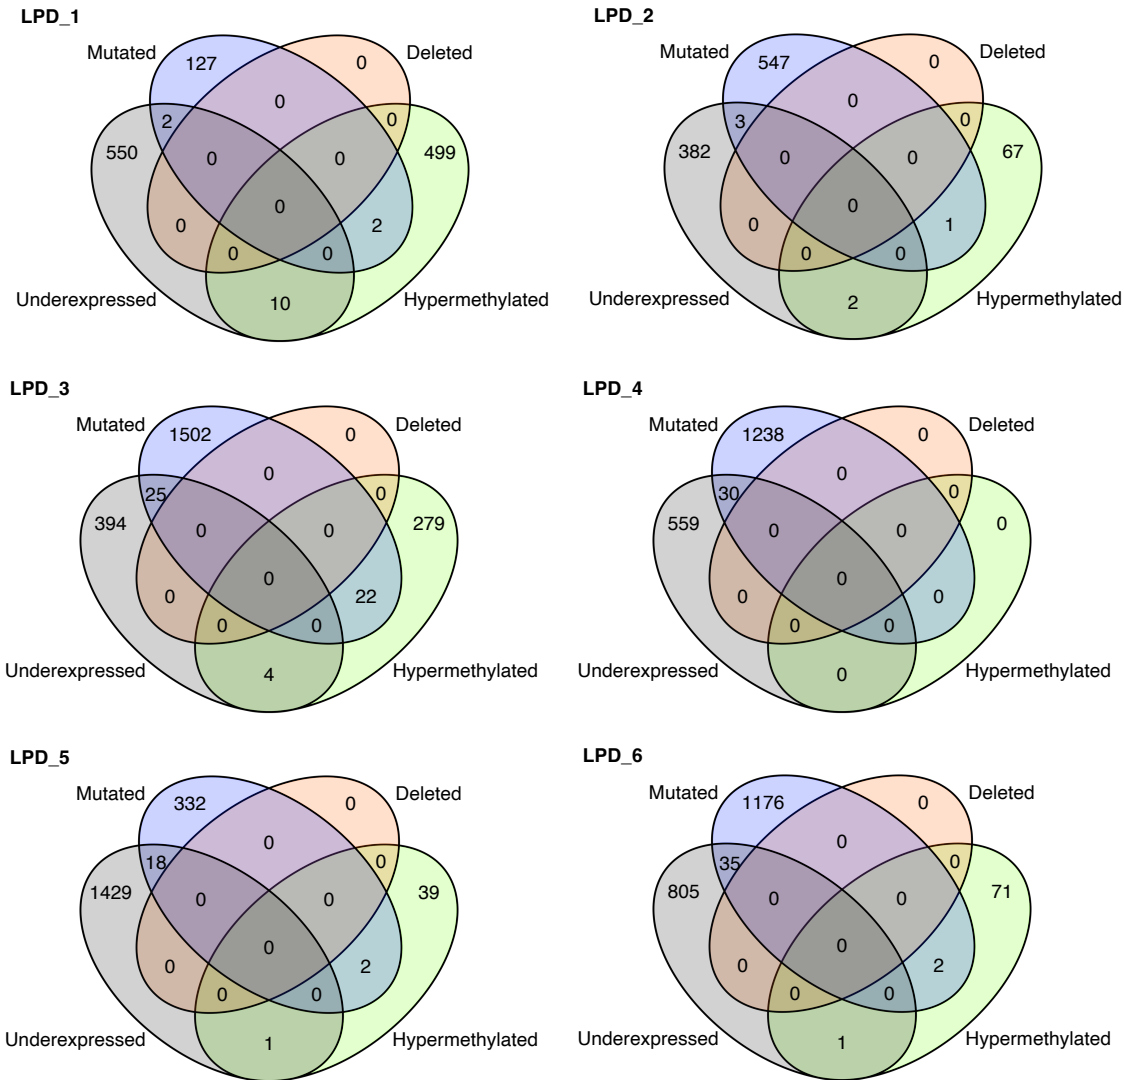 LPD_1
Mutated 127 0 Deleted
0
2 0
550 0 0 499
0
0 2
0 0
Underexpressed 10 Hypermethylated
LPD_2
Mutated 547 0 Deleted
0
3 0
382 0 0 67
0
0 1
0 0
Underexpressed 2 Hypermethylated
LPD_3
Mutated 1502 0 Deleted
0
25 0
394 0 0 279
0
0 22
0 0
Underexpressed 4 Hypermethylated
LPD_4
Mutated 1238 0 Deleted
0
30 0
559 0 0 0
0
0 0
0 0
Underexpressed 0 Hypermethylated
LPD_5
Mutated 332 0 Deleted
0
18 0
1429 0 0 39
0
0 2
0 0
Underexpressed 1 Hypermethylated
LPD_6
Mutated 1176 0 Deleted
0
35 0
805 0 0 71
0
0 2
0 0
Underexpressed 1 Hypermethylated